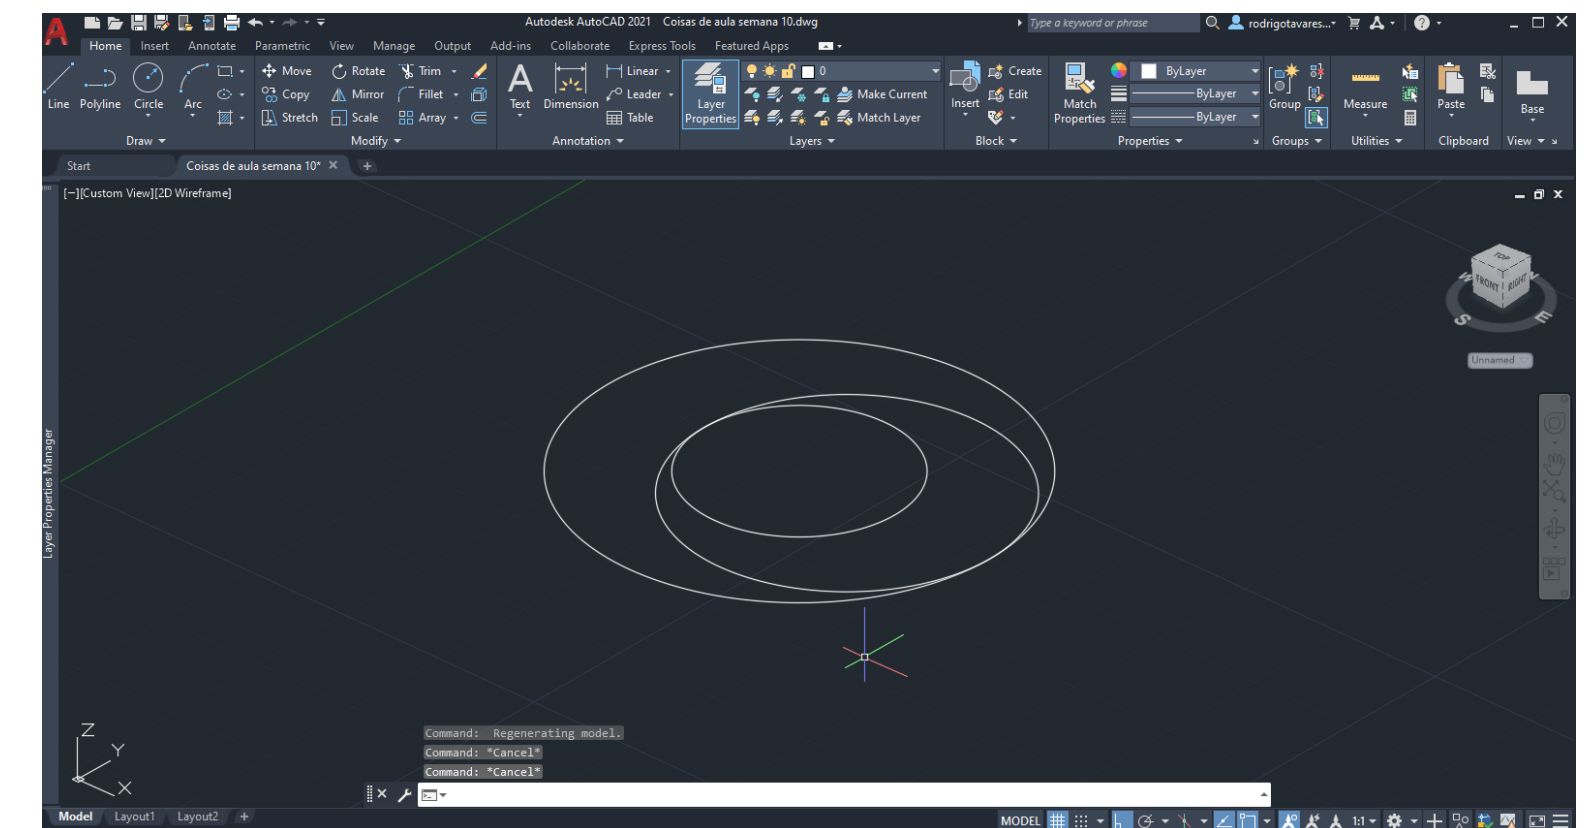 Autodesk AutoCAD 2021 Coisas de aula semana 10.dwg
Type a keyword or phrase
rodrigotavares...
Home Insert Annotate Parametric View Manage Output Add-ins Collaborate Express Tools Featured Apps
Line Polyline Circle Arc
Move Rotate Trim
Copy Mirror Fillet
Stretch Scale Array
Text Dimension
Linear
Leader
Table
Layer
Properties
0
Make Current
Match Layer
Insert
Create
Edit
Match
Properties
ByLayer
ByLayer
ByLayer
Group
Measure
Paste
Base
Draw Modify Annotation Layers Block Properties Groups Utilities Clipboard View
Start Coisas de aula semana 10*
[−][Custom View][2D Wireframe]
TOP
FRONT RIGHT
W N
S E
Unnamed
Layer Properties Manager
Z
Y
X
Command: Regenerating model.
Command: *Cancel*
Command: *Cancel*
Model Layout1 Layout2 +
MODEL 1:1